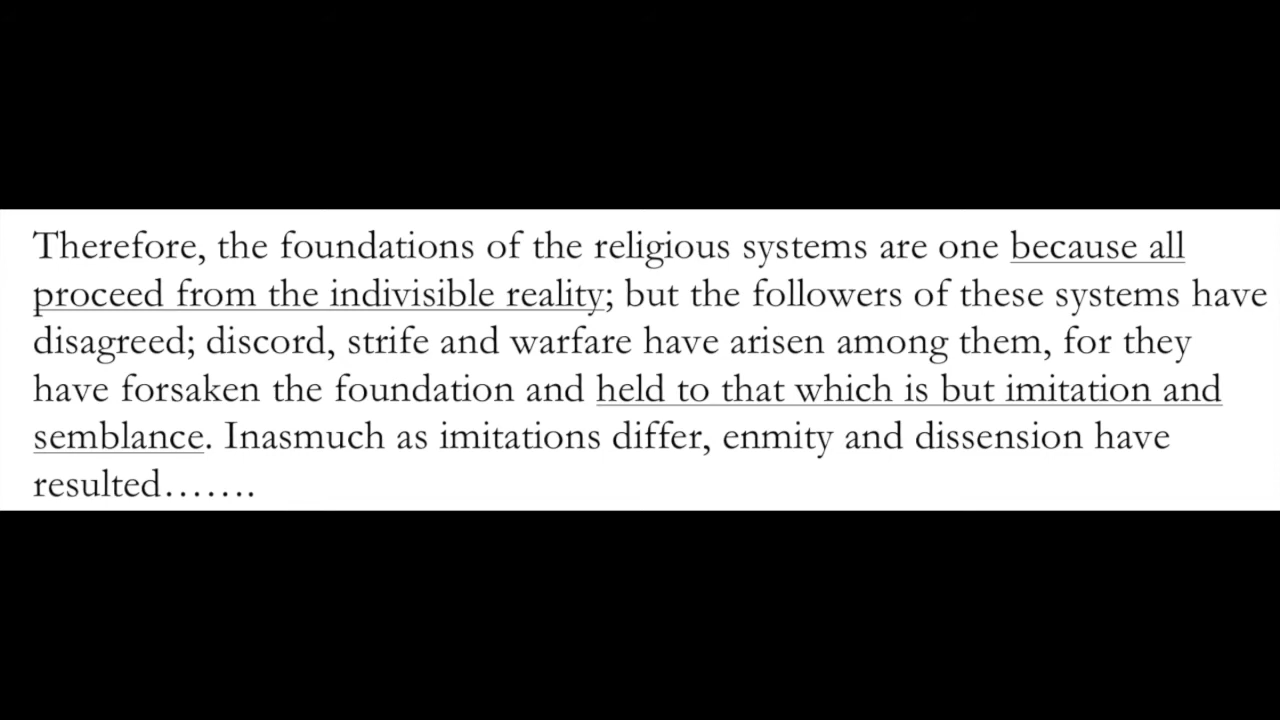 Therefore, the foundations of the religious systems are one because all
proceed from the indivisible reality; but the followers of these systems have
disagreed; discord, strife and warfare have arisen among them, for they
have forsaken the foundation and held to that which is but imitation and
semblance. Inasmuch as imitations differ, enmity and dissension have
resulted…….